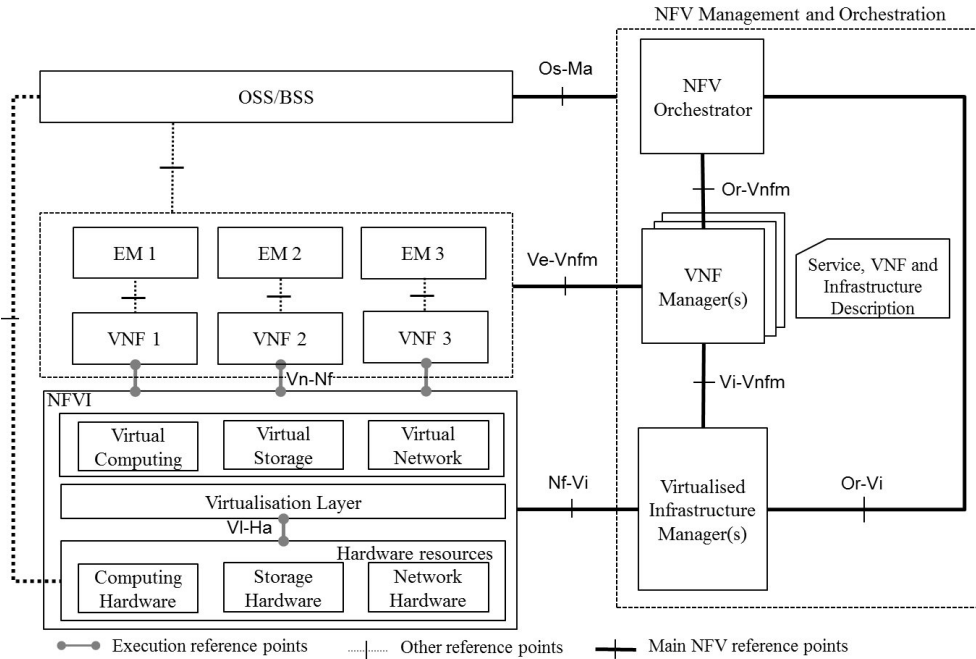 NFV Management and Orchestration
Os-Ma
OSS/BSS
NFV
Orchestrator
Or-Vnfm
EM 1
EM 2
EM 3
Ve-Vnfm
VNF
Manager(s)
Service, VNF and
Infrastructure
Description
VNF 1
VNF 2
VNF 3
Vn-Nf
Vi-Vnfm
NFVI
Virtual
Computing
Virtual
Storage
Virtual
Network
Virtualisation Layer
Nf-Vi
Virtualised
Infrastructure
Manager(s)
Or-Vi
Vl-Ha
Hardware resources
Computing
Hardware
Storage
Hardware
Network
Hardware
Execution reference points
Other reference points
Main NFV reference points